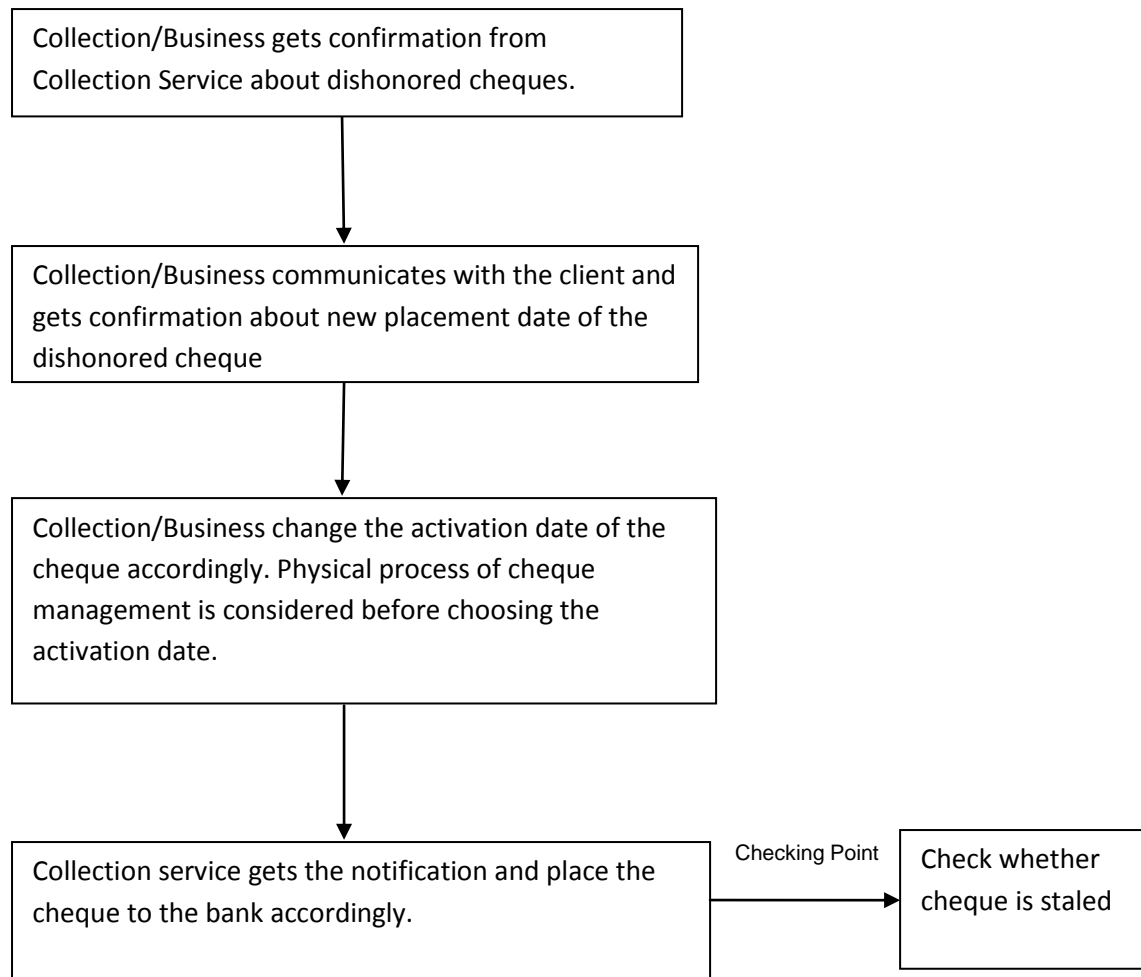 Collection/Business gets confirmation from
Collection Service about dishonored cheques.
Collection/Business communicates with the client and
gets confirmation about new placement date of the
dishonored cheque
Collection/Business change the activation date of the
cheque accordingly. Physical process of cheque
management is considered before choosing the
activation date.
Collection service gets the notification and place the
cheque to the bank accordingly.
Checking Point
Check whether
cheque is staled